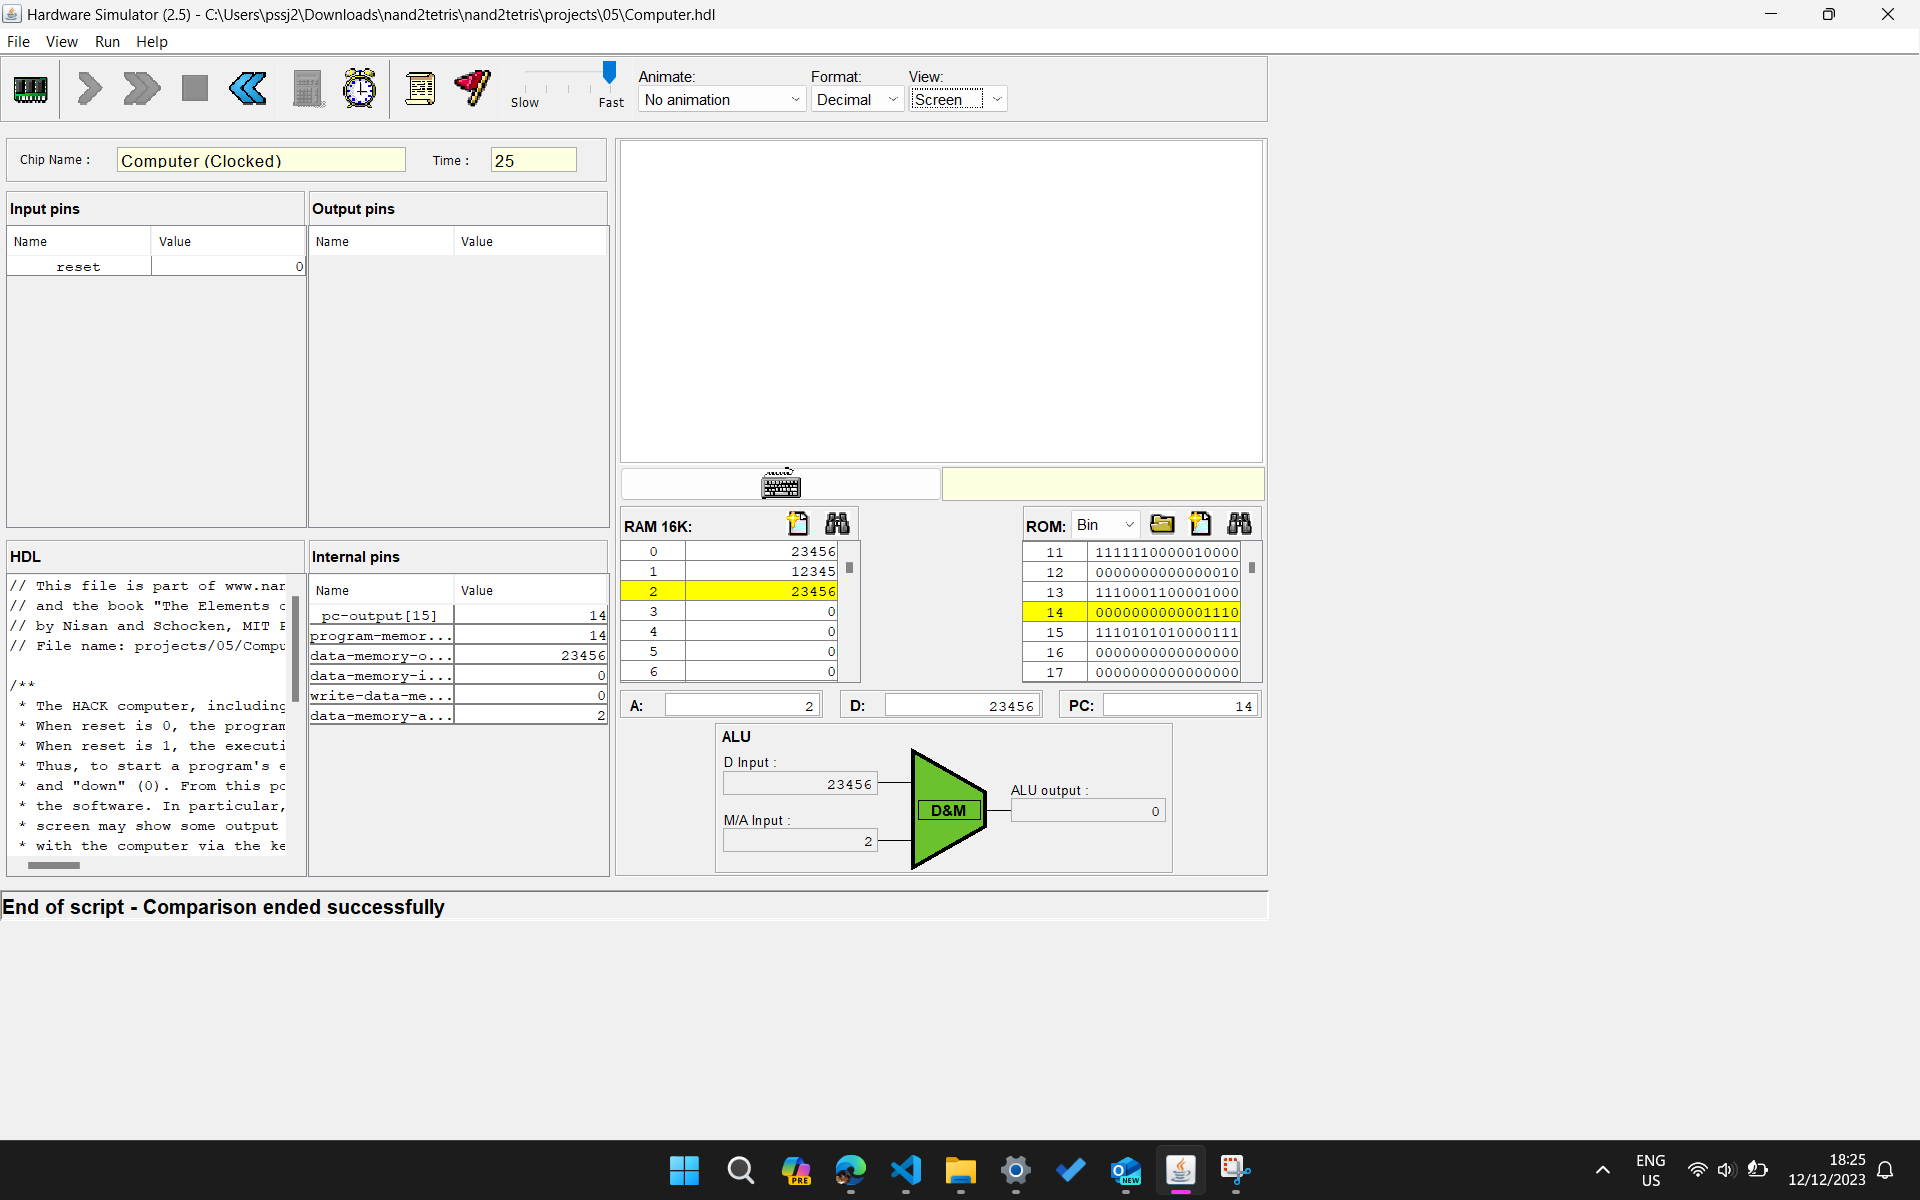 Hardware Simulator (2.5) - C:\Users\pssj2\Downloads\nand2tetris\nand2tetris\projects\05\Computer.hdl
File View Run Help
Slow Fast
Animate: Format: View:
No animation Decimal Screen
Chip Name : Computer (Clocked) Time : 25
Input pins Output pins
Name Value Name Value
reset 0
HDL
// This file is part of www.nan
// and the book "The Elements o
// by Nisan and Schocken, MIT P
// File name: projects/05/Compu
/**
* The HACK computer, including
* When reset is 0, the program
* When reset is 1, the executi
* Thus, to start a program's e
* and "down" (0). From this po
* the software. In particular,
* screen may show some output
* with the computer via the ke
Internal pins
Name Value
pc-output[15] 14
program-memor... 14
data-memory-o... 23456
data-memory-i... 0
write-data-me... 0
data-memory-a... 2
RAM 16K:
0 23456
1 12345
2 23456
3 0
4 0
5 0
6 0
ROM: Bin
11 1111110000010000
12 0000000000000010
13 1110001100001000
14 0000000000001110
15 1110101010000111
16 0000000000000000
17 0000000000000000
A: 2 D: 23456 PC: 14
ALU
D Input :
23456
M/A Input :
2
D&M
ALU output :
0
End of script - Comparison ended successfully
PRE
NEW
ENG
US
18:25
12/12/2023